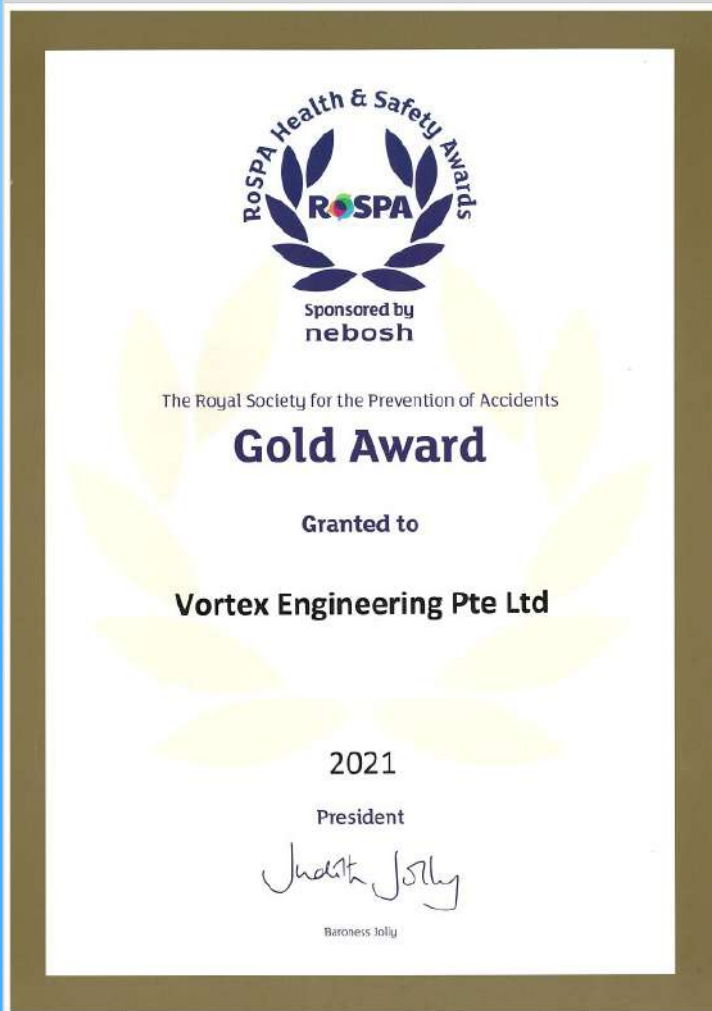 RoSPA Health & Safety Awards
RoSPA
Sponsored by
nebosh
The Royal Society for the Prevention of Accidents
Gold Award
Granted to
Vortex Engineering Pte Ltd
2021
President
Judith Jolly
Baroness Jolly